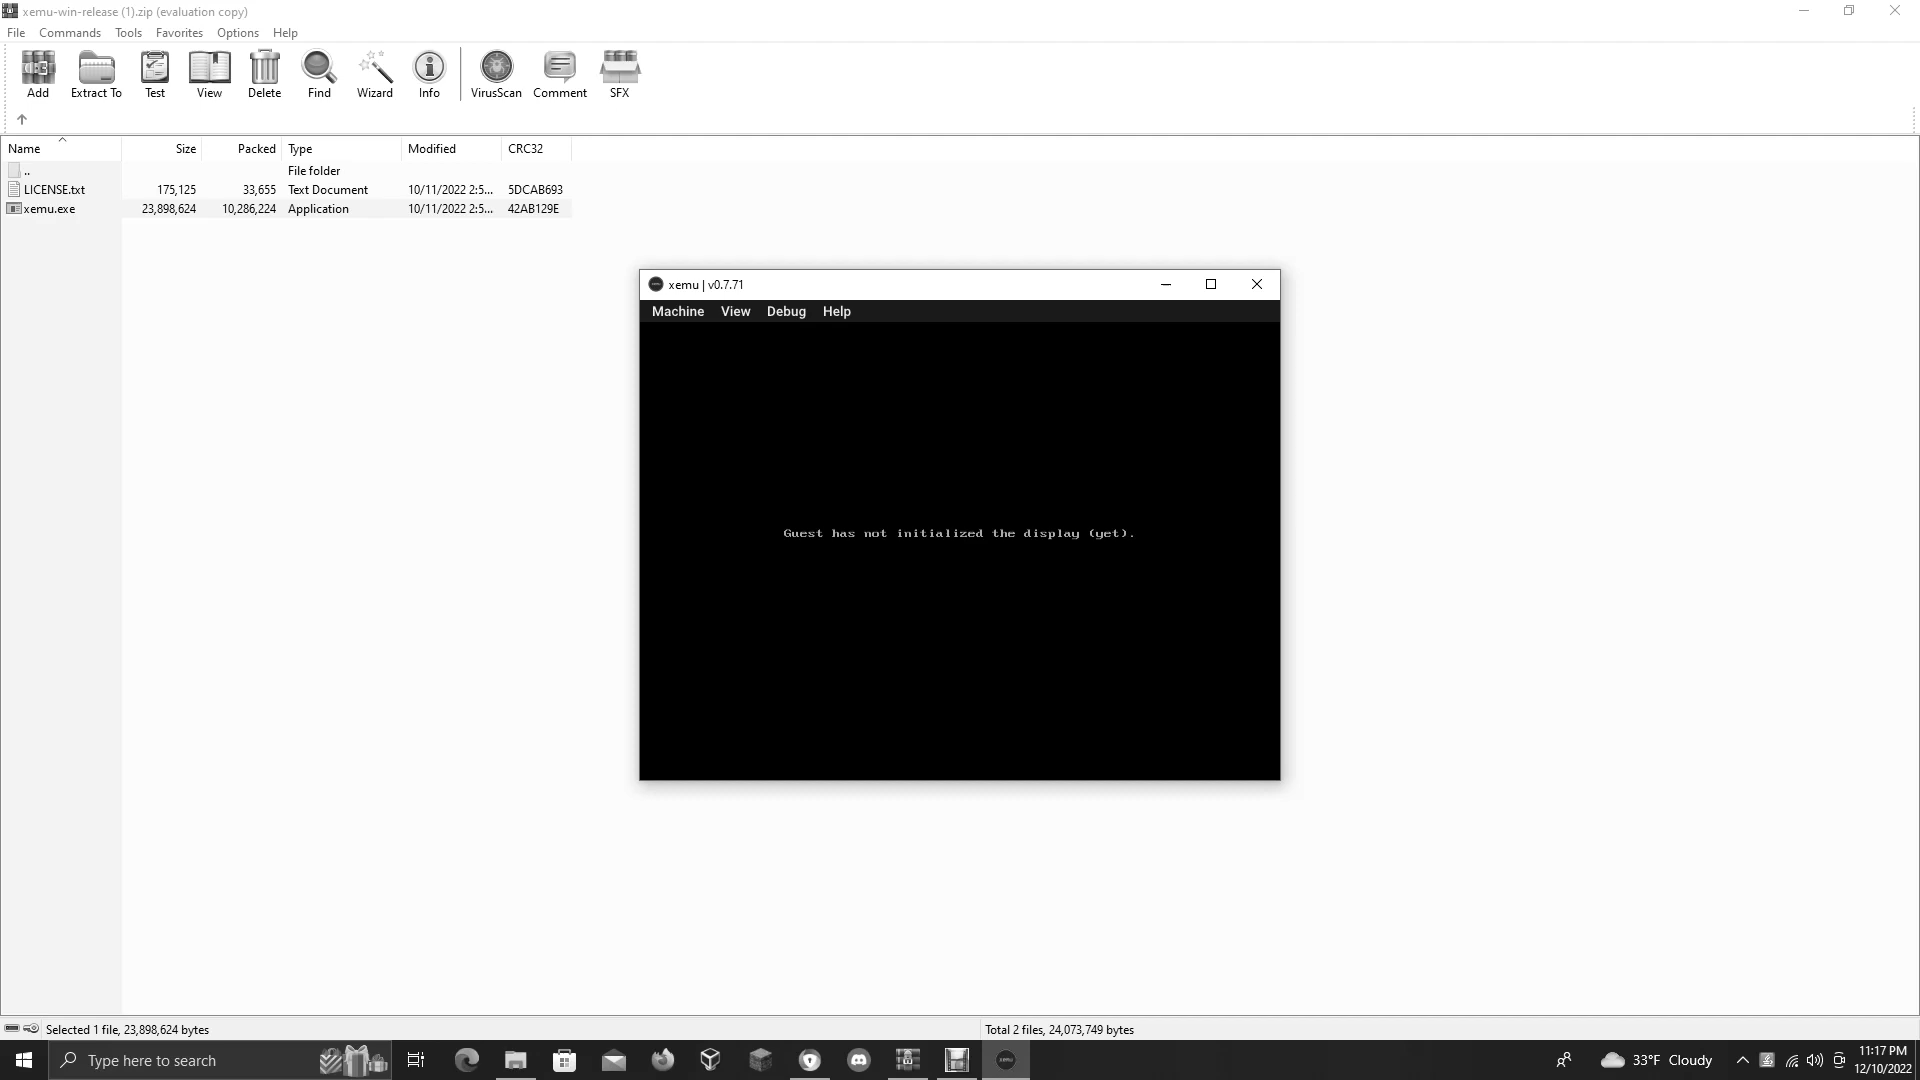 xemu-win-release (1).zip (evaluation copy)
File Commands Tools Favorites Options Help
Add Extract To Test View Delete Find Wizard Info VirusScan Comment SFX
Name Size Packed Type Modified CRC32
.. File folder
LICENSE.txt 175,125 33,655 Text Document 10/11/2022 2:5... 5DCAB693
xemu.exe 23,898,624 10,286,224 Application 10/11/2022 2:5... 42AB129E
xemu | v0.7.71
Machine View Debug Help
Guest has not initialized the display (yet).
Selected 1 file, 23,898,624 bytes
Total 2 files, 24,073,749 bytes
Type here to search
33°F Cloudy
11:17 PM
12/10/2022